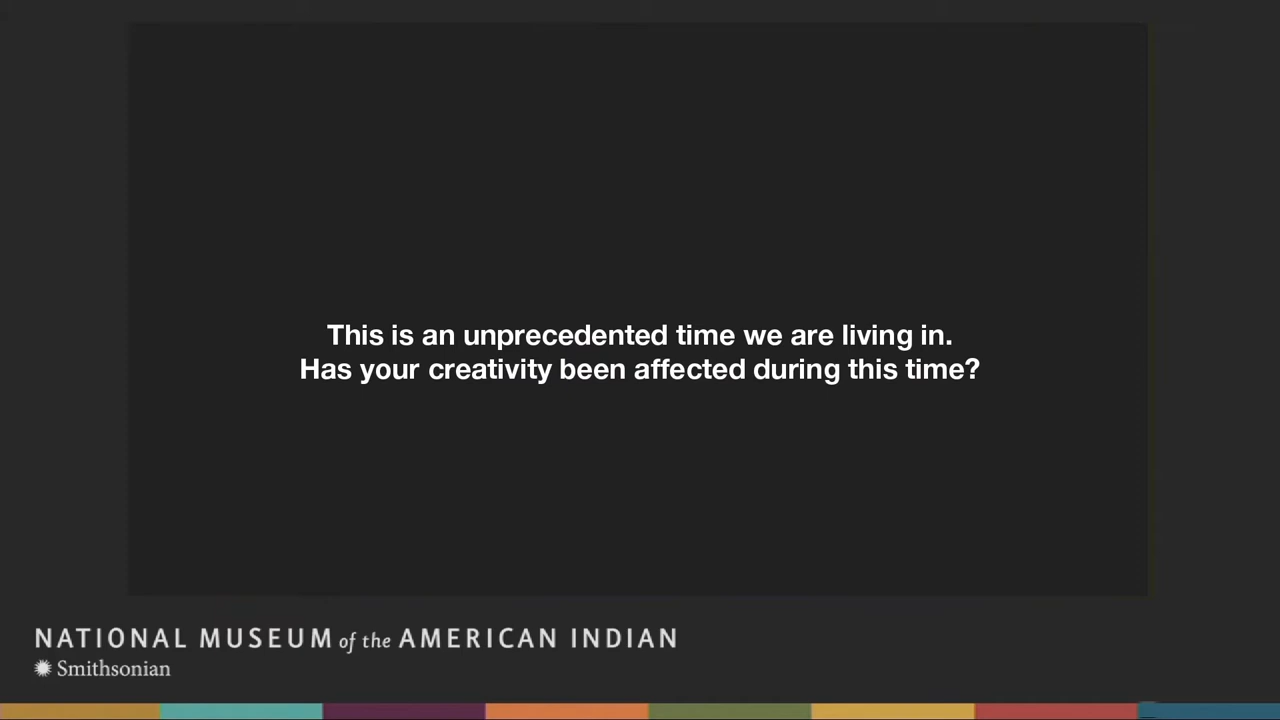 This is an unprecedented time we are living in.
Has your creativity been affected during this time?
NATIONAL MUSEUM of the AMERICAN INDIAN
Smithsonian